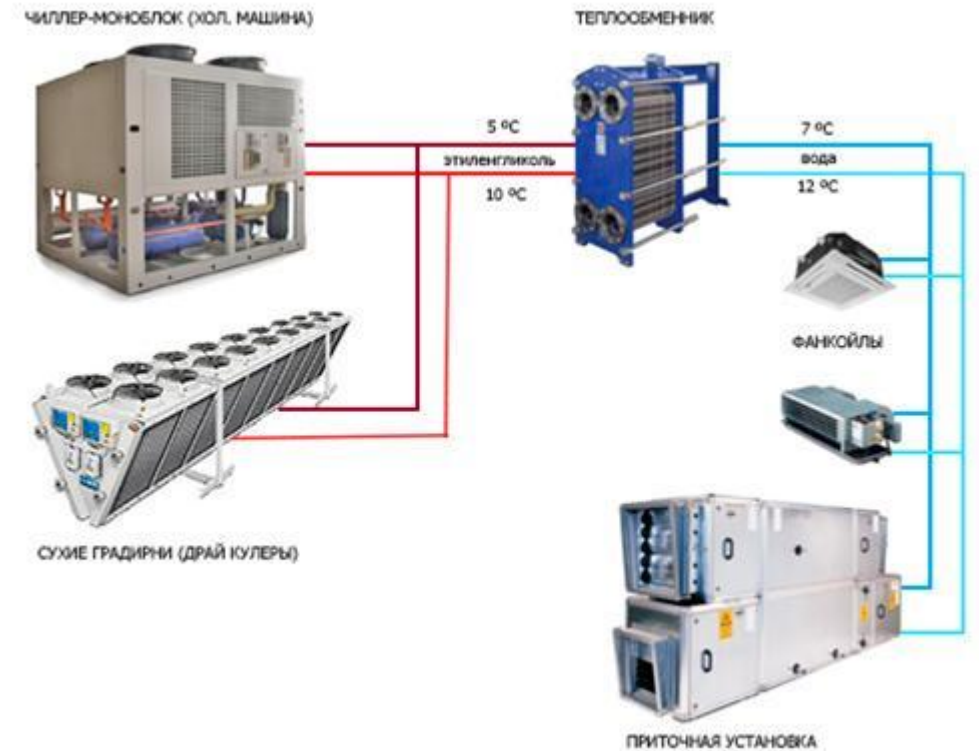 ЧИЛЛЕР-МОНОБЛОК (ХОЛ. МАШИНА)
ТЕПЛООБМЕННИК
5 ºС
7 ºС
этиленгликоль
вода
10 ºС
12 ºС
ФАНКОЙЛЫ
СУХИЕ ГРАДИРНИ (ДРАЙ КУЛЕРЫ)
ПРИТОЧНАЯ УСТАНОВКА